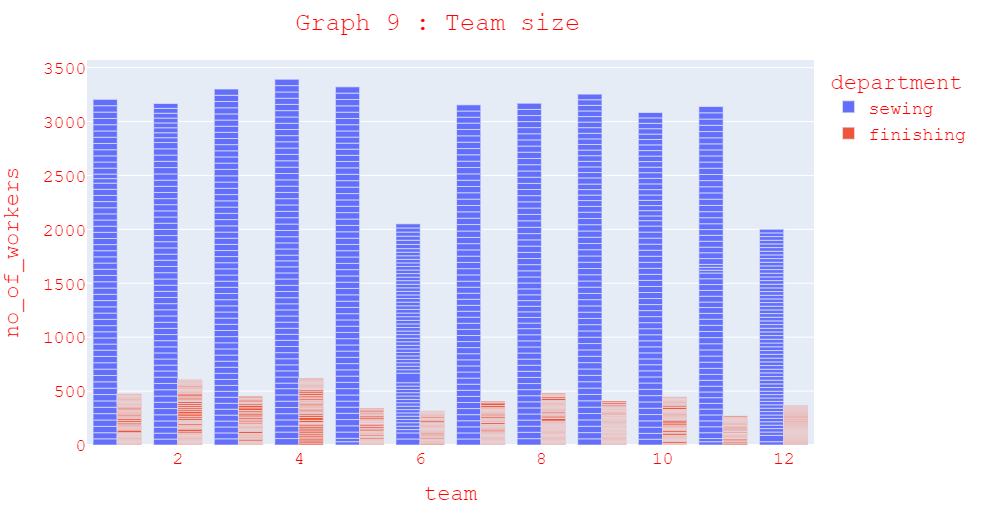 Graph 9 : Team size
department
sewing
finishing
no_of_workers
3500
3000
2500
2000
1500
1000
500
0
2 4 6 8 10 12
team